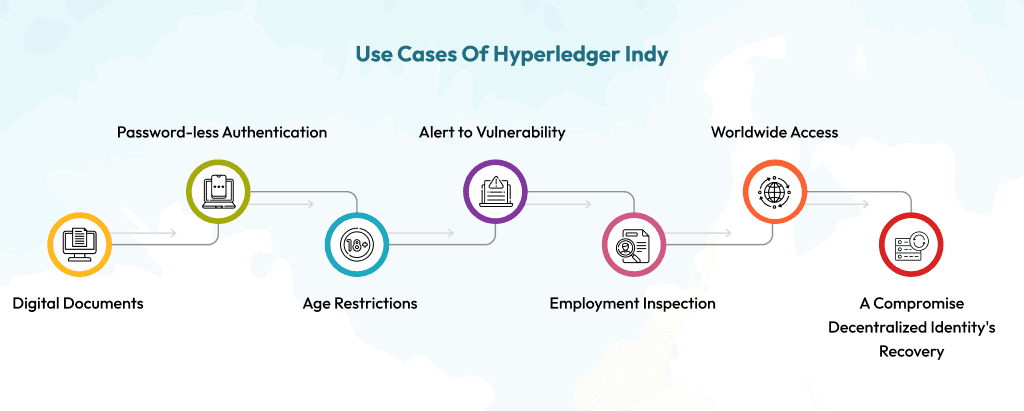 Use Cases Of Hyperledger Indy
Password-less Authentication
Alert to Vulnerability
Worldwide Access
18+
Digital Documents
Age Restrictions
Employment Inspection
A Compromise
Decentralized Identity's
Recovery